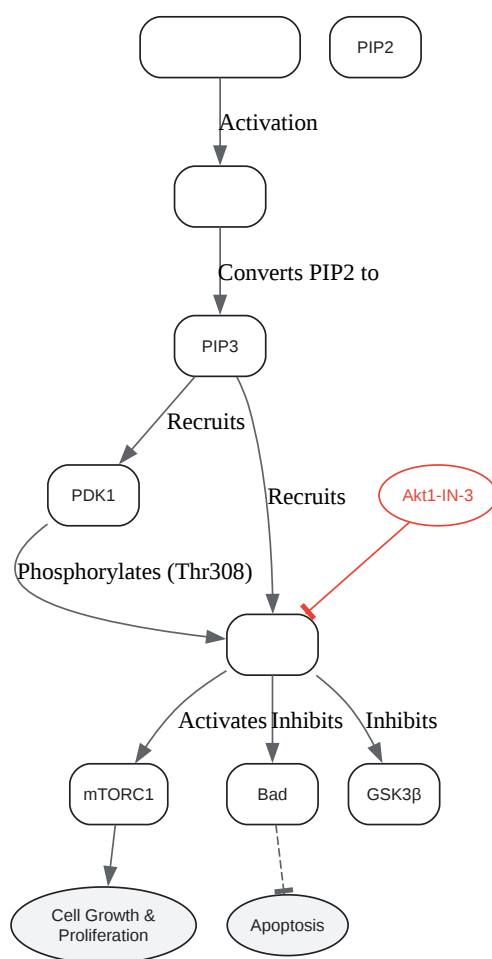 PIP2
Activation
Converts PIP2 to
PIP3
Recruits
PDK1
Recruits
Akt1-IN-3
Phosphorylates (Thr308)
Activates
Inhibits
Inhibits
mTORC1
Bad
GSK3β
Cell Growth &
Proliferation
Apoptosis